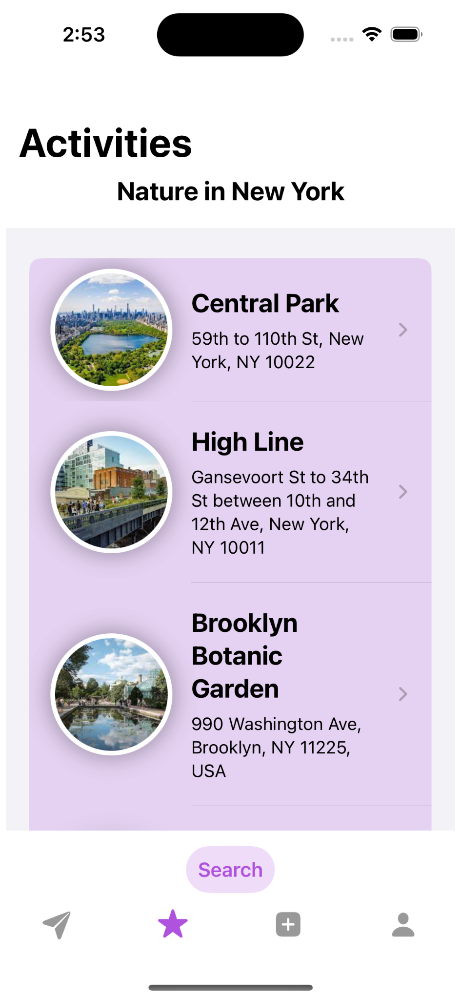 2:53
Activities
Nature in New York
Central Park
59th to 110th St, New
York, NY 10022
High Line
Gansevoort St to 34th
St between 10th and
12th Ave, New York,
NY 10011
Brooklyn
Botanic
Garden
990 Washington Ave,
Brooklyn, NY 11225,
USA
Search